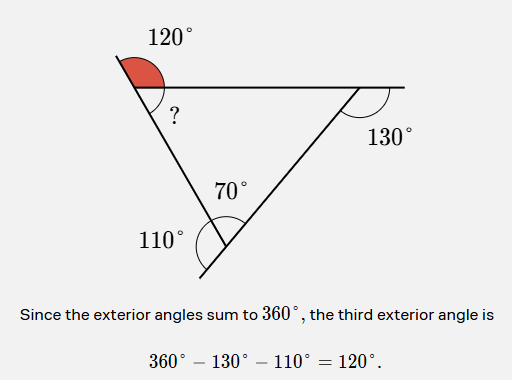 120°
?
130°
70°
110°
Since the exterior angles sum to 360°, the third exterior angle is
360° − 130° − 110° = 120°.